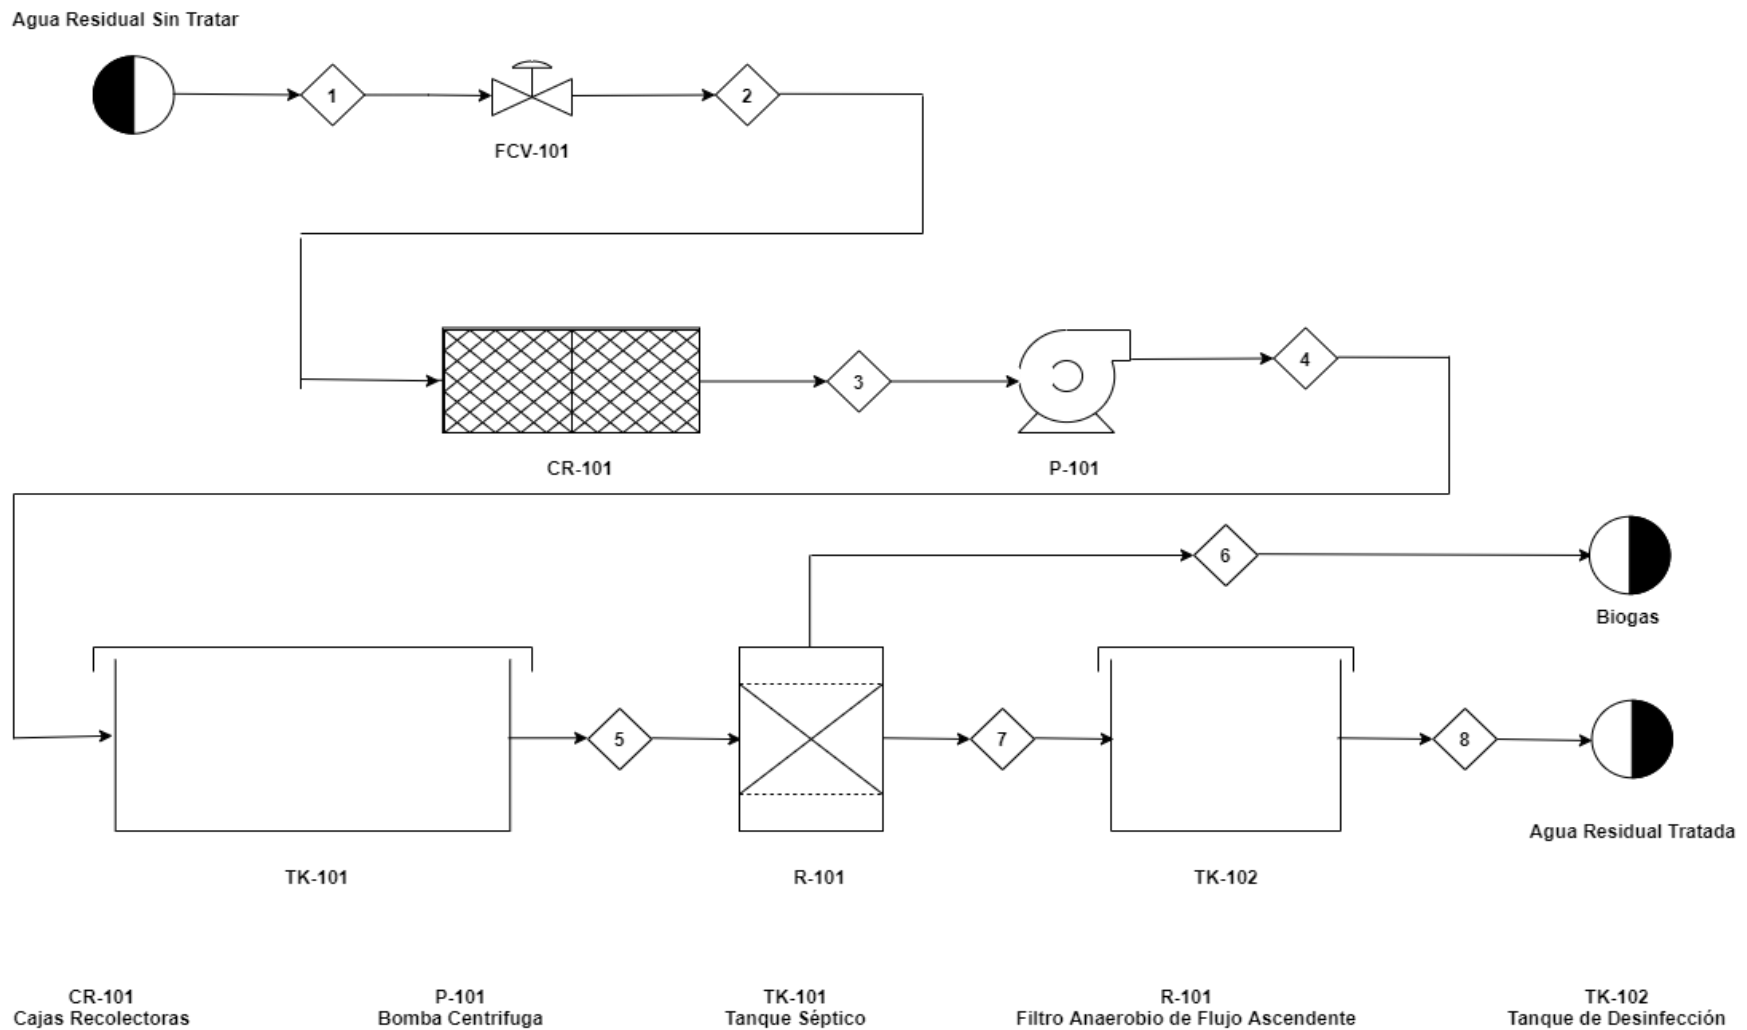 Agua Residual Sin Tratar
1
2
FCV-101
3
4
CR-101
P-101
6
Biogas
5
7
8
Agua Residual Tratada
TK-101
R-101
TK-102
CR-101
Cajas Recolectoras
P-101
Bomba Centrifuga
TK-101
Tanque Séptico
R-101
Filtro Anaerobio de Flujo Ascendente
TK-102
Tanque de Desinfección